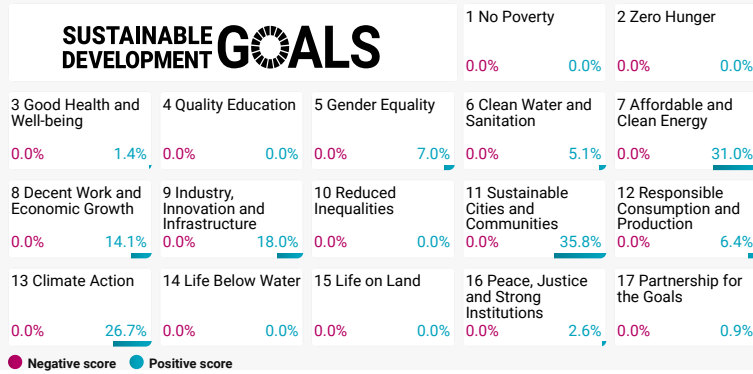 SUSTAINABLE
DEVELOPMENT
GOALS
1 No Poverty
0.0% 0.0%
2 Zero Hunger
0.0% 0.0%
3 Good Health and
Well-being
0.0% 1.4%
4 Quality Education
0.0% 0.0%
5 Gender Equality
0.0% 7.0%
6 Clean Water and
Sanitation
0.0% 5.1%
7 Affordable and
Clean Energy
0.0% 31.0%
8 Decent Work and
Economic Growth
0.0% 14.1%
9 Industry,
Innovation and
Infrastructure
0.0% 18.0%
10 Reduced
Inequalities
0.0% 0.0%
11 Sustainable
Cities and
Communities
0.0% 35.8%
12 Responsible
Consumption and
Production
0.0% 6.4%
13 Climate Action
0.0% 26.7%
14 Life Below Water
0.0% 0.0%
15 Life on Land
0.0% 0.0%
16 Peace, Justice
and Strong
Institutions
0.0% 2.6%
17 Partnership for
the Goals
0.0% 0.9%
Negative score Positive score